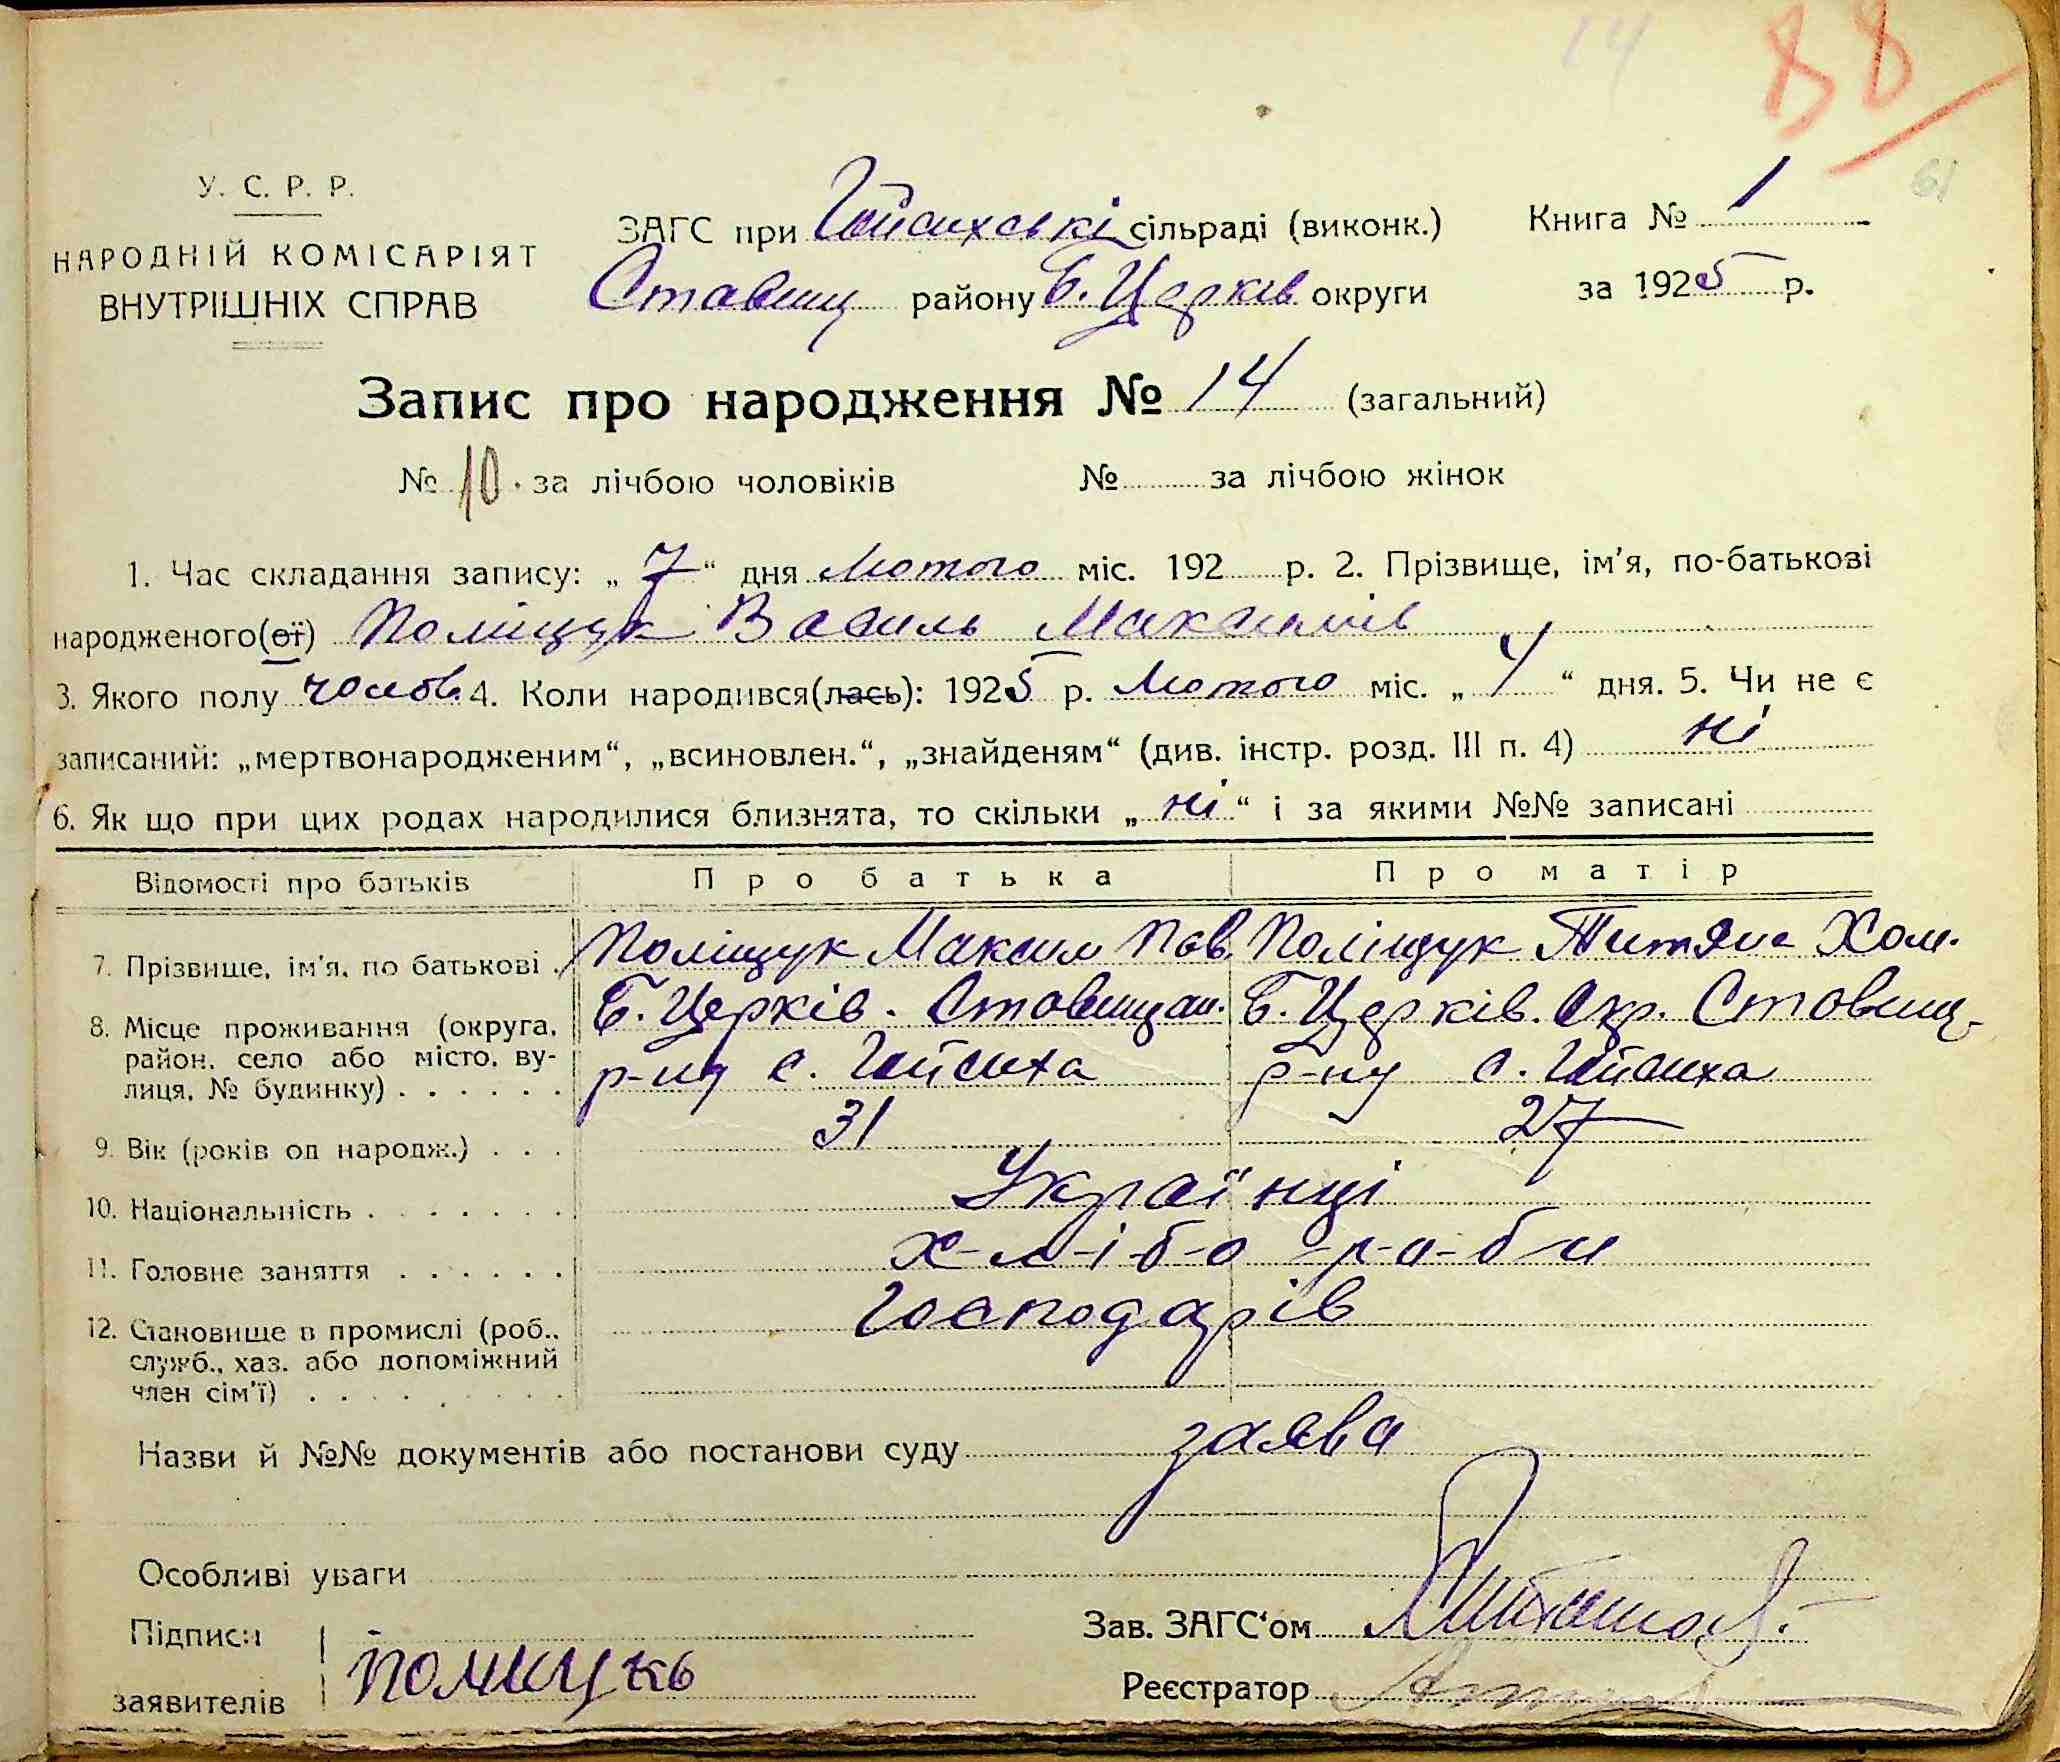 14 88
61
У. С. Р. Р.
НАРОДНІЙ КОМІСАРІЯТ
ВНУТРІШНІХ СПРАВ
ЗАГС при Гейсихські сільраді (виконк.) Книга № 1
Ставищ району Б. Церків округи за 1925 р.
Запис про народження № 14 (загальний)
№ 10 за лічбою чоловіків № за лічбою жінок
1. Час складання запису: „ 7 “ дня Лютого міс. 192 р. 2. Прізвище, ім'я, по-батькові
народженого(ої) Поліщук Василь Максимів
3. Якого полу чолов. 4. Коли народився(лась): 1925 р. Лютого міс. „ 4 “ дня. 5. Чи не є
записаний: „мертвонародженим“, „всиновлен.“, „знайденям“ (див. інстр. розд. III п. 4) ні
6. Як що при цих родах народилися близнята, то скільки „ ні “ і за якими №№ записані
Відомості про батьків Про батька Про матір
7. Прізвище, ім'я, по батькові . Поліщук Максим Пав. Поліщук Титяна Хом.
8. Місце проживання (округа, Б. Церків. Ставищан. Б. Церків. Окр. Ставищ.
район, село або місто, ву- р-ну с. Гейсиха р-ну с. Гейсиха
лиця, № будинку) . . . . . .
9. Вік (років од народж.) . . . 31 27
10. Національність . . . . . . . Українці
11. Головне заняття . . . . . . х-л-і-б-о-р-о-б-и
12. Становище в промислі (роб., Господарів
служб., хаз. або допоміжний
член сім'ї) . . . . . . . .
Назви й №№ документів або постанови суду заява
Особливі уваги
Підписи
Зав. ЗАГС'ом
заявителів
Реєстратор